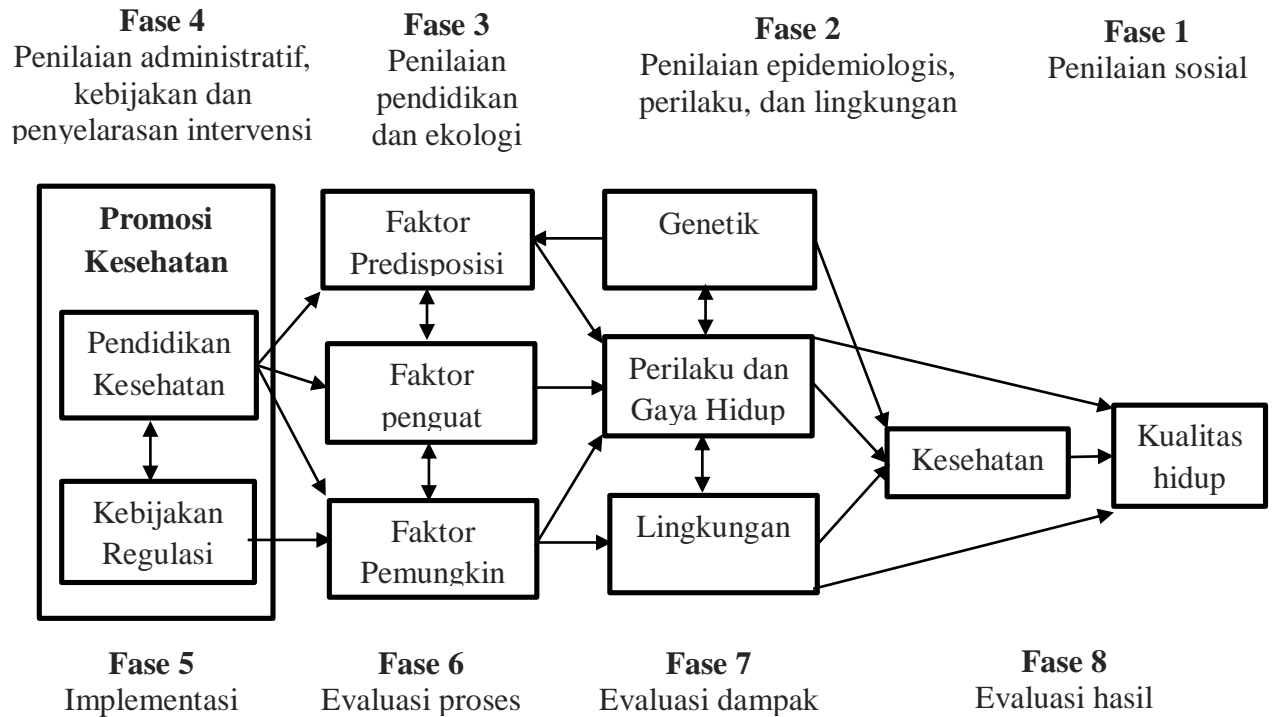 Fase 4
Penilaian administratif,
kebijakan dan
penyelarasan intervensi
Fase 3
Penilaian
pendidikan
dan ekologi
Fase 2
Penilaian epidemiologis,
perilaku, dan lingkungan
Fase 1
Penilaian sosial
Promosi
Kesehatan
Pendidikan
Kesehatan
Kebijakan
Regulasi
Faktor
Predisposisi
Faktor
penguat
Faktor
Pemungkin
Genetik
Perilaku dan
Gaya Hidup
Lingkungan
Kesehatan
Kualitas
hidup
Fase 5
Implementasi
Fase 6
Evaluasi proses
Fase 7
Evaluasi dampak
Fase 8
Evaluasi hasil